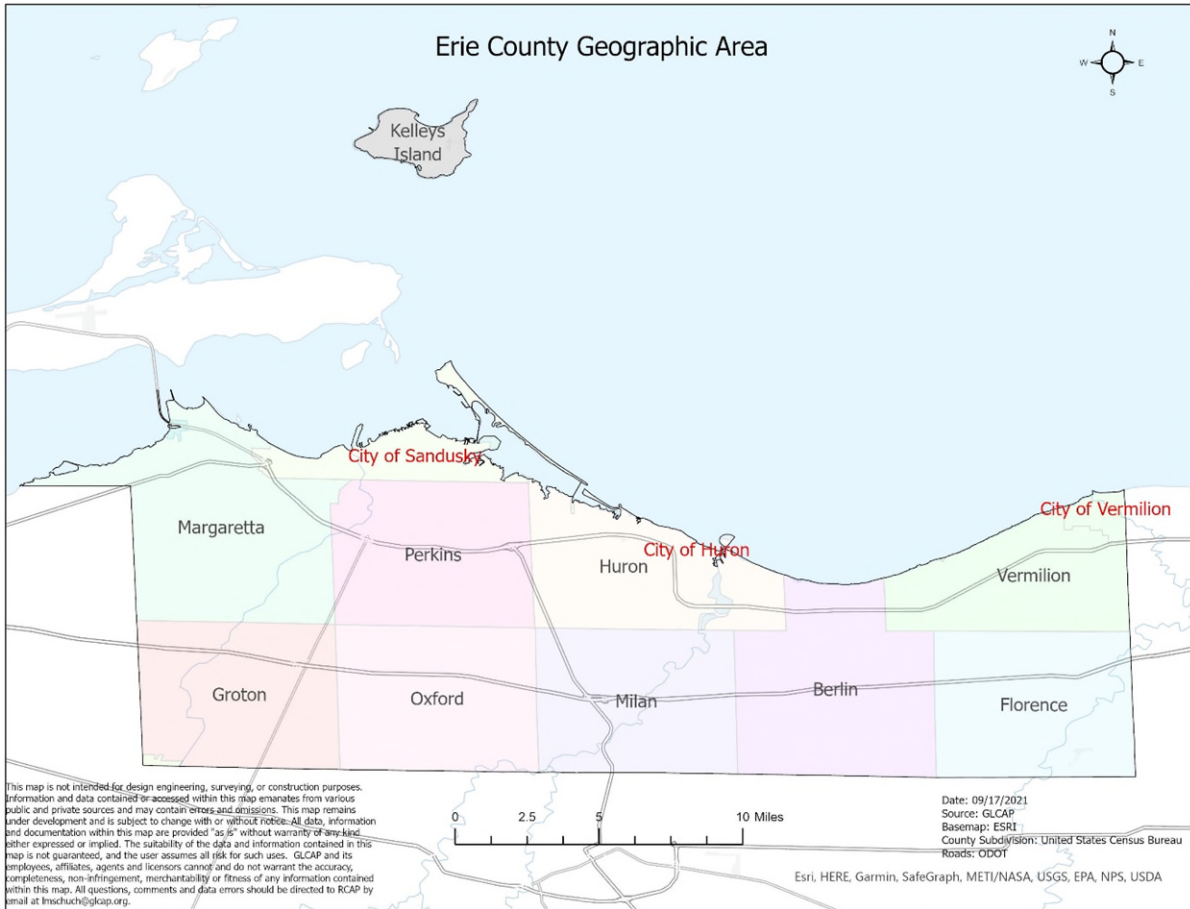 Erie County Geographic Area
N
W E
S
Kelleys
Island
City of Sandusky
City of Vermilion
Margaretta
Perkins
City of Huron
Huron
Vermilion
Groton
Oxford
Milan
Berlin
Florence
This map is not intended for design engineering, surveying, or construction purposes.
Information and data contained or accessed within this map emanates from various
public and private sources and may contain errors and omissions. This map remains
under development and is subject to change with or without notice. All data, information
and documentation within this map are provided "as is" without warranty of any kind
either expressed or implied. The suitability of the data and information contained in this
map is not guaranteed, and the user assumes all risk for such uses. GLCAP and its
employees, affiliates, agents and licensors cannot and do not warrant the accuracy,
completeness, non-infringement, merchantability or fitness of any information contained
within this map. All questions, comments and data errors should be directed to RCAP by
email at lmschuch@glcap.org.
0 2.5 5 10 Miles
Date: 09/17/2021
Source: GLCAP
Basemap: ESRI
County Subdivision: United States Census Bureau
Roads: ODOT
Esri, HERE, Garmin, SafeGraph, METI/NASA, USGS, EPA, NPS, USDA